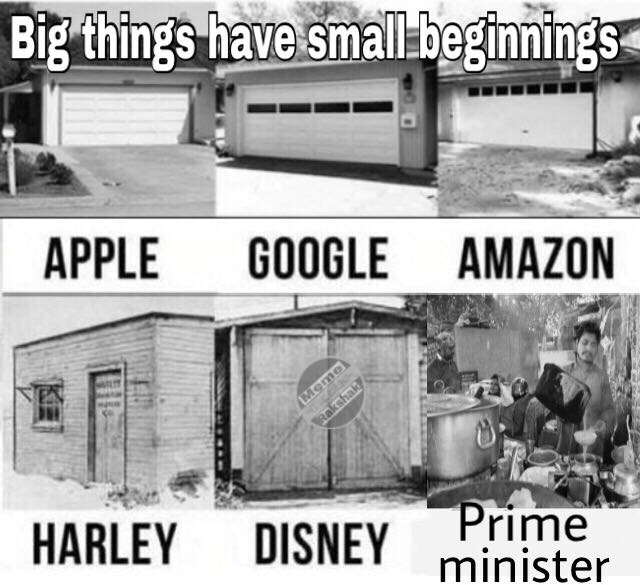 Big things have small beginnings
APPLE GOOGLE AMAZON
Meme
Rakshak
HARLEY DISNEY Prime
minister